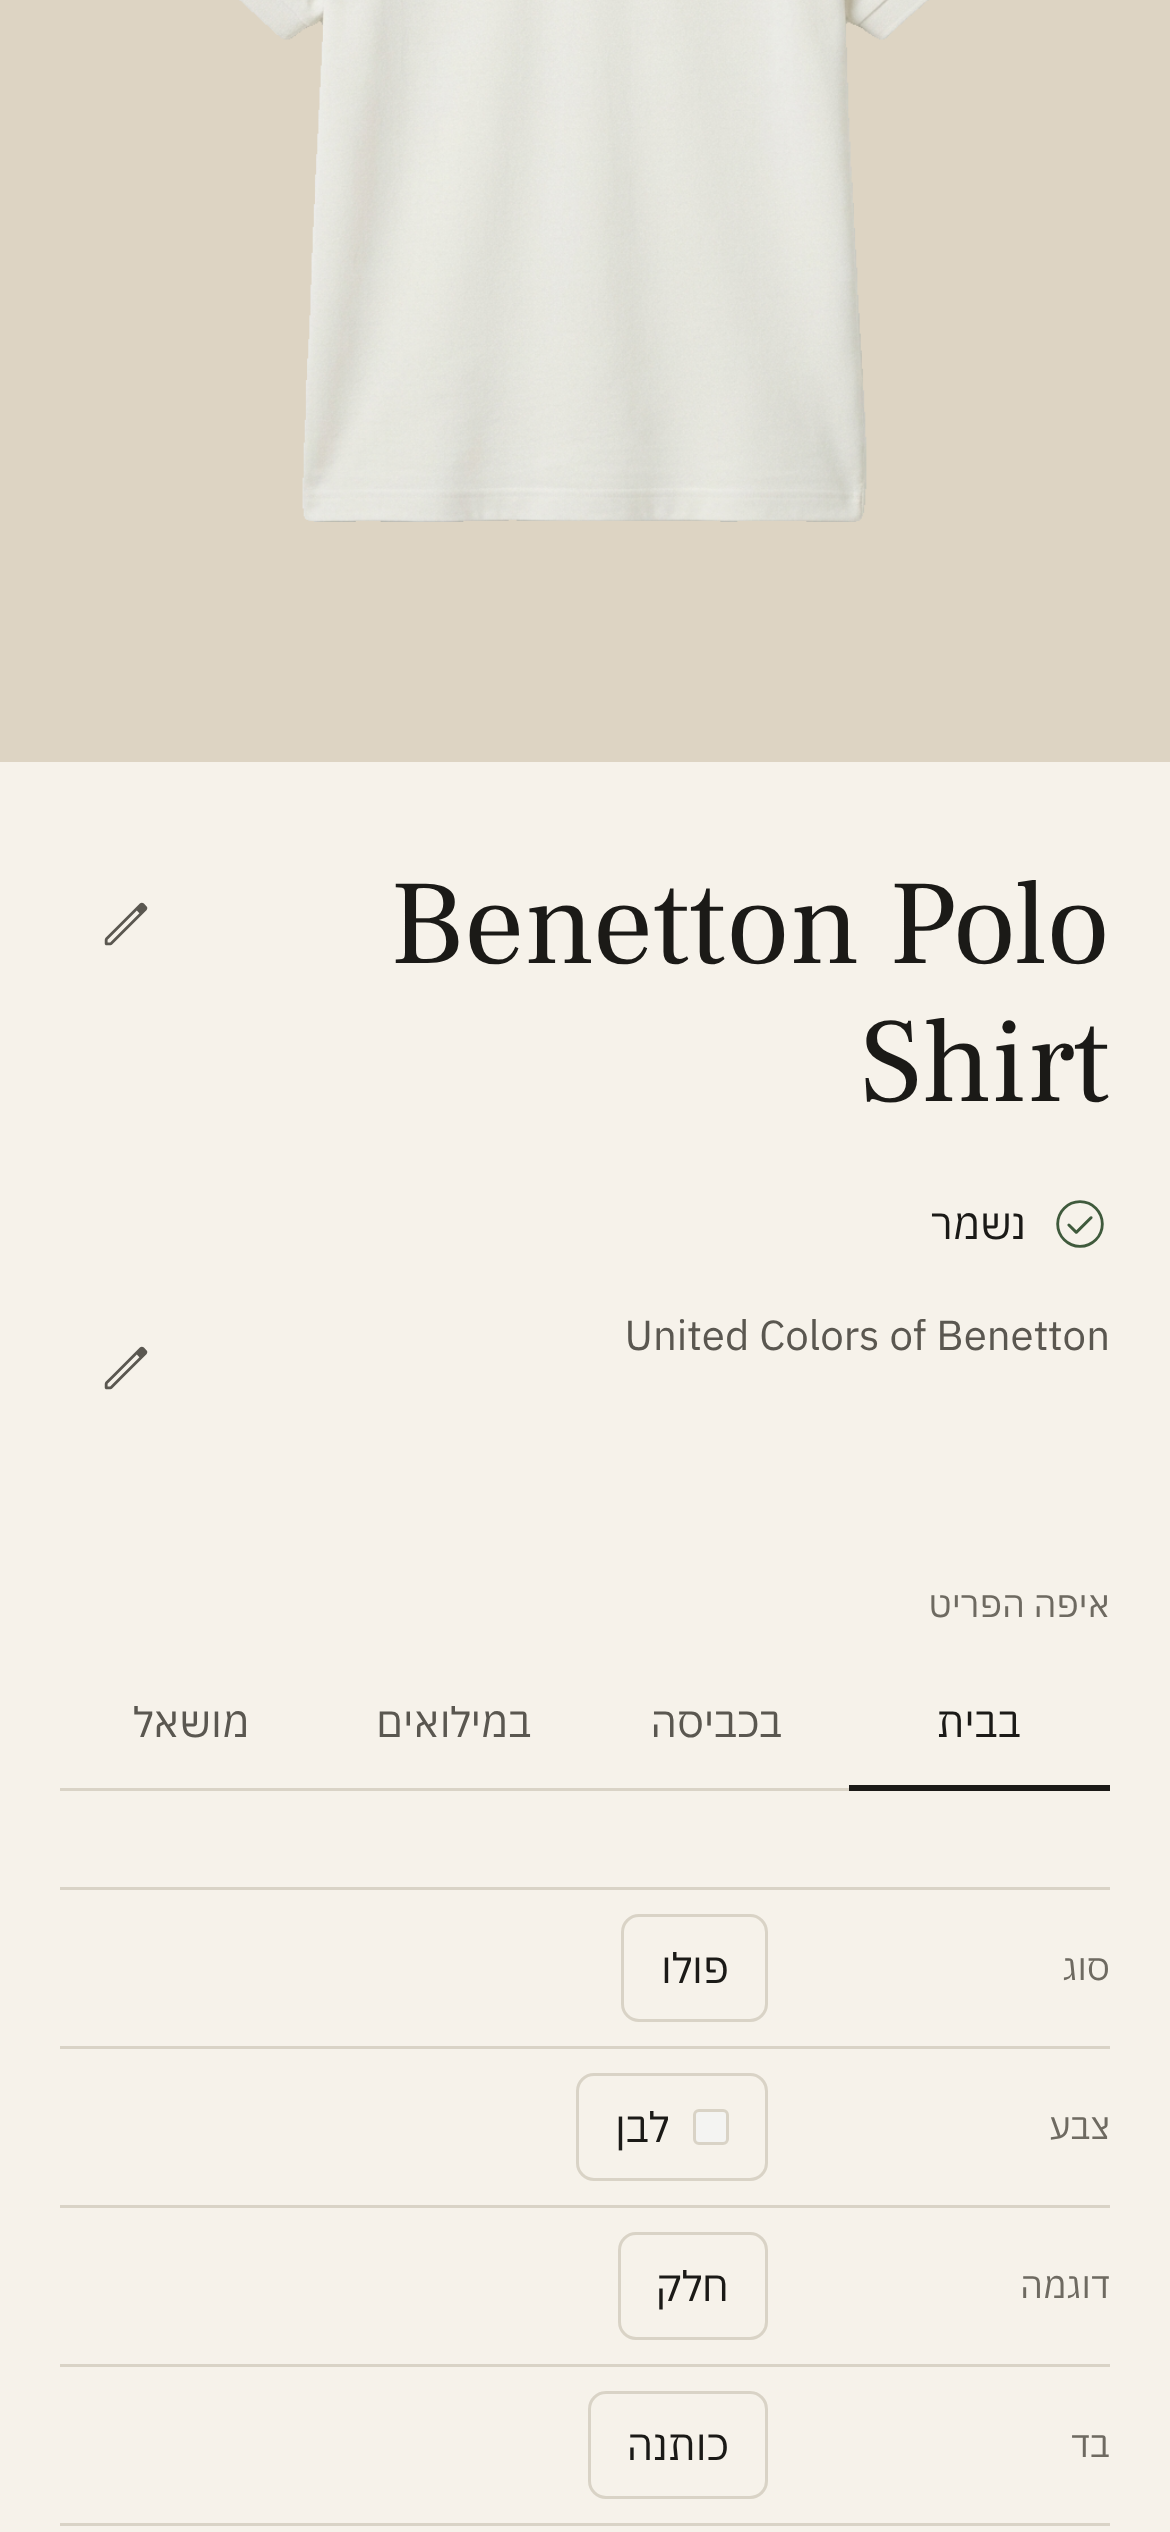 Benetton Polo
Shirt
נשמר
United Colors of Benetton
איפה הפריט
בבית בכביסה במילואים מושאל
סוג פולו
צבע לבן
דוגמה חלק
בד כותנה